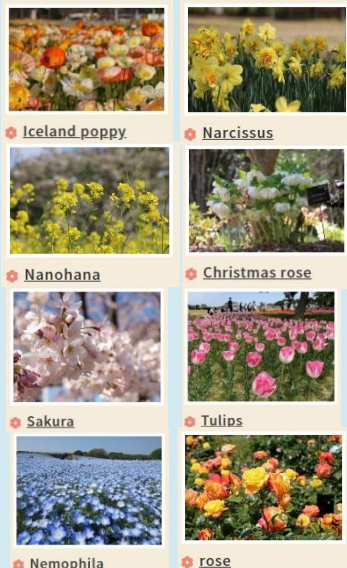 Iceland poppy
Narcissus
Nanohana
Christmas rose
Sakura
Tulips
Nemophila
rose